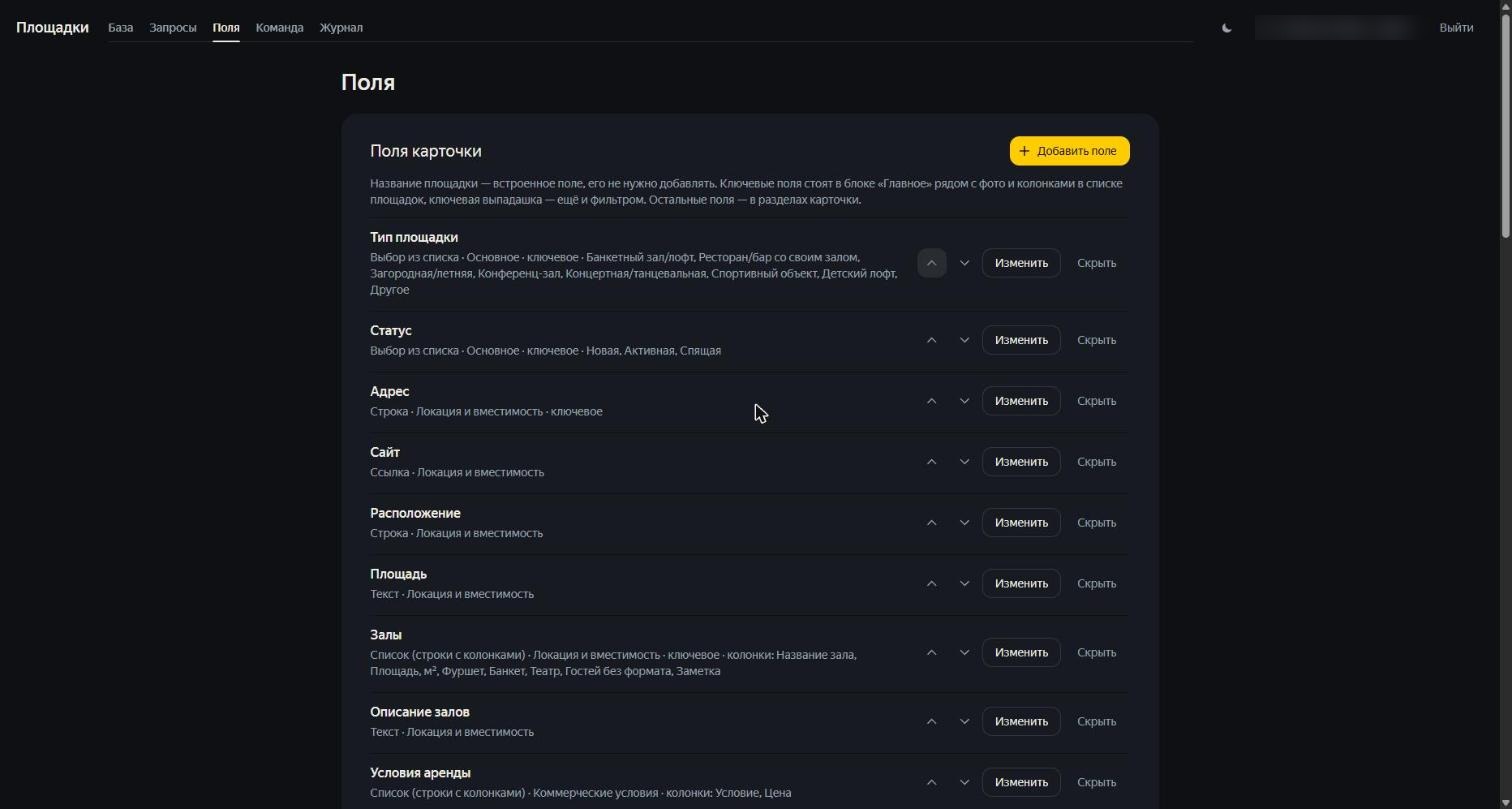 Площадки База Запросы Поля Команда Журнал Выйти
Поля
Поля карточки Добавить поле
Название площадки — встроенное поле, его не нужно добавлять. Ключевые поля стоят в блоке «Главное» рядом с фото и колонками в списке
площадок, ключевая выпадашка — ещё и фильтром. Остальные поля — в разделах карточки.
Тип площадки
Выбор из списка · Основное · ключевое · Банкетный зал/лофт, Ресторан/бар со своим залом,
Загородная/летняя, Конференц-зал, Концертная/танцевальная, Спортивный объект, Детский лофт,
Другое
Изменить Скрыть
Статус
Выбор из списка · Основное · ключевое · Новая, Активная, Спящая
Изменить Скрыть
Адрес
Строка · Локация и вместимость · ключевое
Изменить Скрыть
Сайт
Ссылка · Локация и вместимость
Изменить Скрыть
Расположение
Строка · Локация и вместимость
Изменить Скрыть
Площадь
Текст · Локация и вместимость
Изменить Скрыть
Залы
Список (строки с колонками) · Локация и вместимость · ключевое · колонки: Название зала,
Площадь, м², Фуршет, Банкет, Театр, Гостей без формата, Заметка
Изменить Скрыть
Описание залов
Текст · Локация и вместимость
Изменить Скрыть
Условия аренды
Список (строки с колонками) · Коммерческие условия · колонки: Условие, Цена
Изменить Скрыть